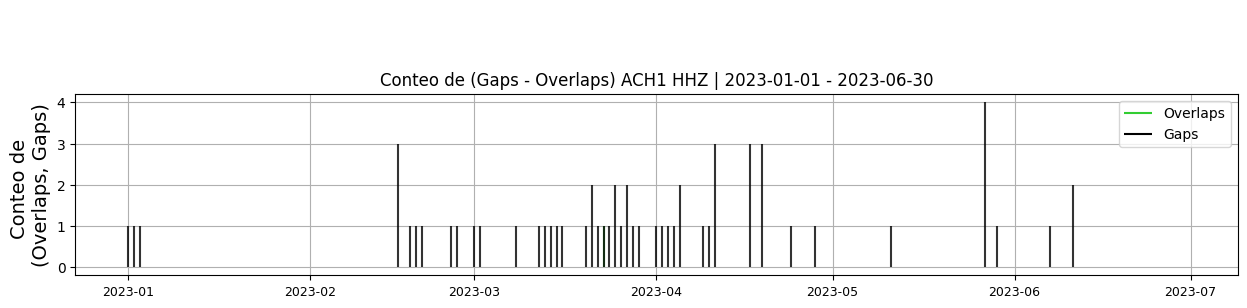 Conteo de (Gaps - Overlaps) ACH1 HHZ | 2023-01-01 - 2023-06-30
Conteo de
(Overlaps, Gaps)
4
3
2
1
0
Overlaps
Gaps
2023-01
2023-02
2023-03
2023-04
2023-05
2023-06
2023-07